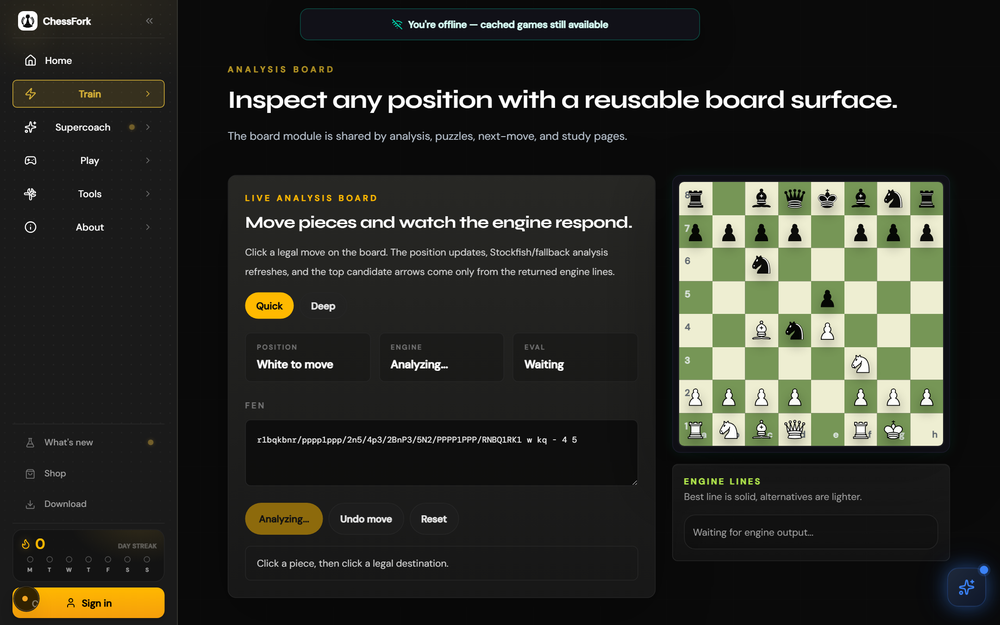 ChessFork
Home
Train
Supercoach
Play
Tools
About
What's new
Shop
Download
0
DAY STREAK
M T W T F S S
Sign in
You're offline — cached games still available
ANALYSIS BOARD
Inspect any position with a reusable board surface.
The board module is shared by analysis, puzzles, next-move, and study pages.
LIVE ANALYSIS BOARD
Move pieces and watch the engine respond.
Click a legal move on the board. The position updates, Stockfish/fallback analysis
refreshes, and the top candidate arrows come only from the returned engine lines.
Quick
Deep
POSITION
White to move
ENGINE
Analyzing...
EVAL
Waiting
FEN
r1bqkbnr/pppp1ppp/2n5/4p3/2BnP3/5N2/PPPP1PPP/RNBQ1RK1 w kq - 4 5
Analyzing...
Undo move
Reset
Click a piece, then click a legal destination.
7
6
5
4
3
2
1
e
h
ENGINE LINES
Best line is solid, alternatives are lighter.
Waiting for engine output...